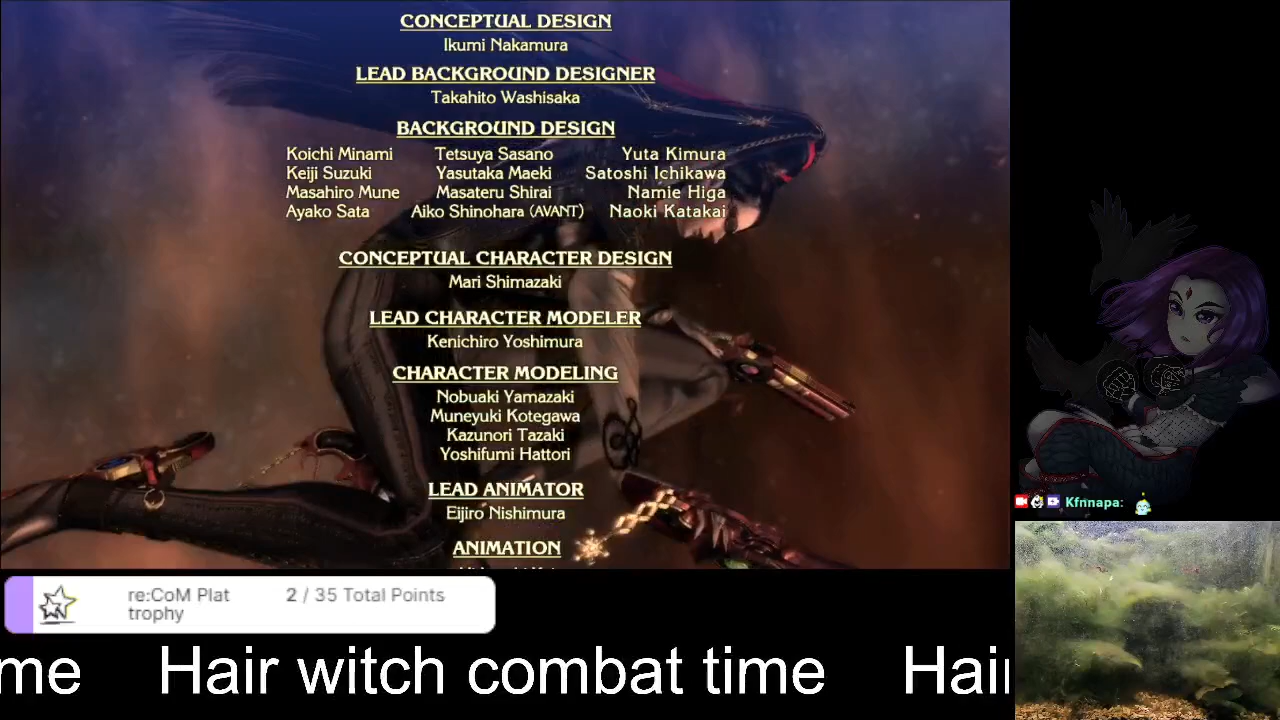 CONCEPTUAL DESIGN
Ikumi Nakamura
LEAD BACKGROUND DESIGNER
Takahito Washisaka
BACKGROUND DESIGN
Koichi Minami Tetsuya Sasano Yuta Kimura
Keiji Suzuki Yasutaka Maeki Satoshi Ichikawa
Masahiro Mune Masateru Shirai Namie Higa
Ayako Sata Aiko Shinohara (AVANT) Naoki Katakai
CONCEPTUAL CHARACTER DESIGN
Mari Shimazaki
LEAD CHARACTER MODELER
Kenichiro Yoshimura
CHARACTER MODELING
Nobuaki Yamazaki
Muneyuki Kotegawa
Kazunori Tazaki
Yoshifumi Hattori
LEAD ANIMATOR
Eijiro Nishimura
ANIMATION
Kfnnapa:
re:CoM Plat 2 / 35 Total Points
trophy
me Hair witch combat time Hair